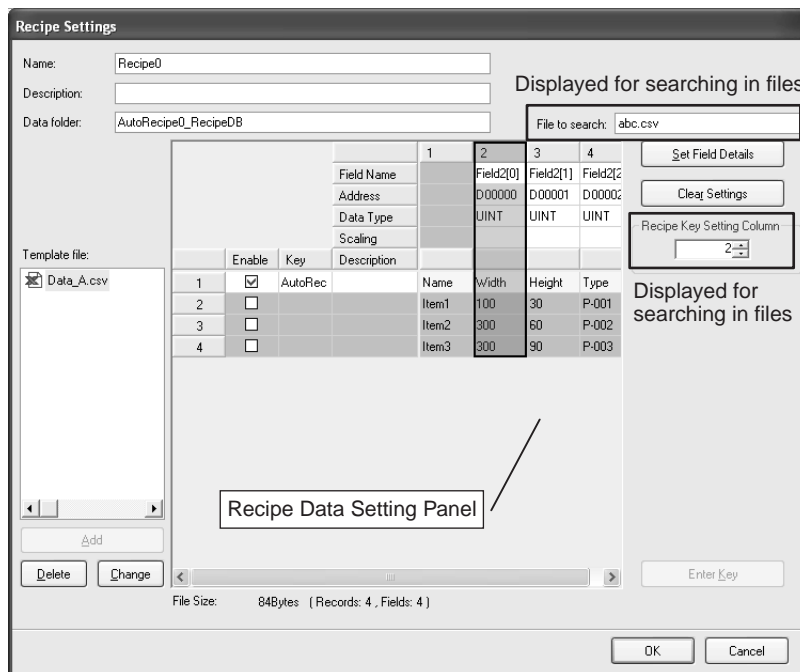 Recipe Settings
Name: Recipe0
Description:
Displayed for searching in files
Data folder: AutoRecipe0_RecipeDB
File to search: abc.csv
1 2 3 4
Set Field Details
Field Name Field2[0] Field2[1] Field2[2
Address D00000 D00001 D00002
Clear Settings
Data Type UINT UINT UINT
Recipe Key Setting Column
Scaling
2
Template file:
Enable Key Description
Data_A.csv
1 AutoRec Name Width Height Type
2 Item1 100 30 P-001
3 Item2 300 60 P-002
4 Item3 300 90 P-003
Displayed for
searching in files
Recipe Data Setting Panel
Add
Delete Change
Enter Key
File Size: 84Bytes ( Records: 4 , Fields: 4 )
OK Cancel